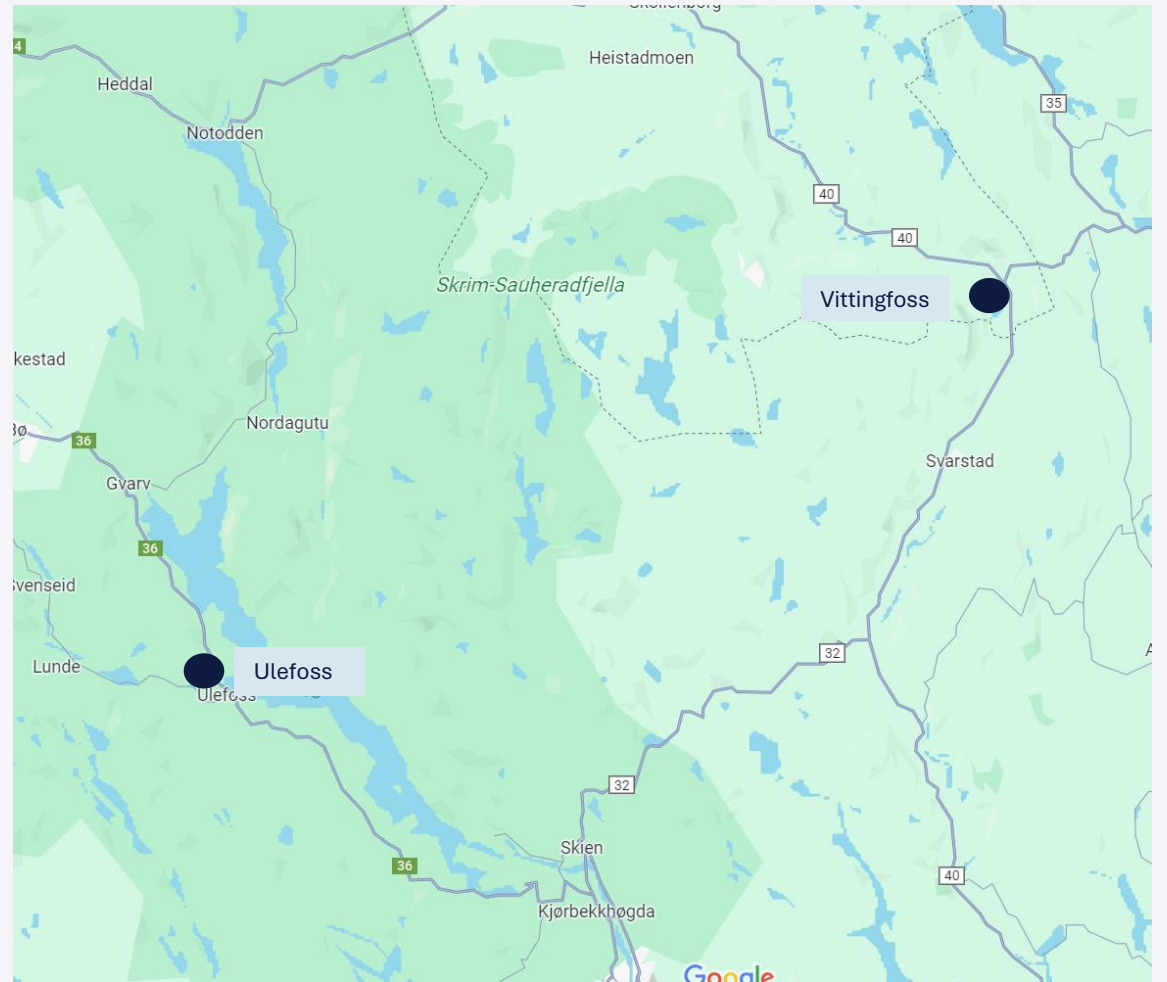 Heistadmoen
4
Heddal
35
Notodden
40
40
Skrim-Sauheradfjella
Vittingfoss
kestad
Nordagutu
36
Svarstad
Gvarv
36
Lunde
32
Ulefoss
Ulefoss
32
Skien
36
40
Kjørbekkhøgda
Google